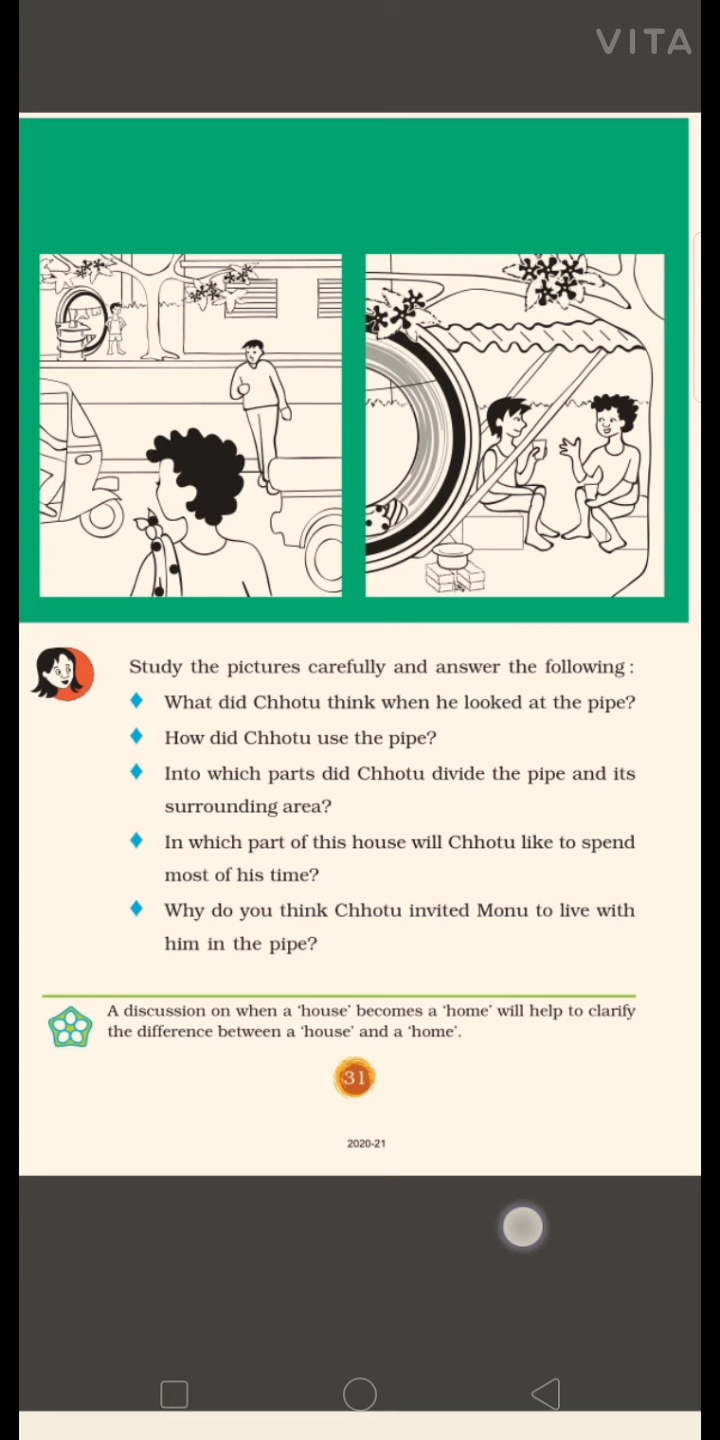 VITA
Study the pictures carefully and answer the following :
What did Chhotu think when he looked at the pipe?
How did Chhotu use the pipe?
Into which parts did Chhotu divide the pipe and its
surrounding area?
In which part of this house will Chhotu like to spend
most of his time?
Why do you think Chhotu invited Monu to live with
him in the pipe?
A discussion on when a ‘house’ becomes a ‘home’ will help to clarify
the difference between a ‘house’ and a ‘home’.
31
2020-21